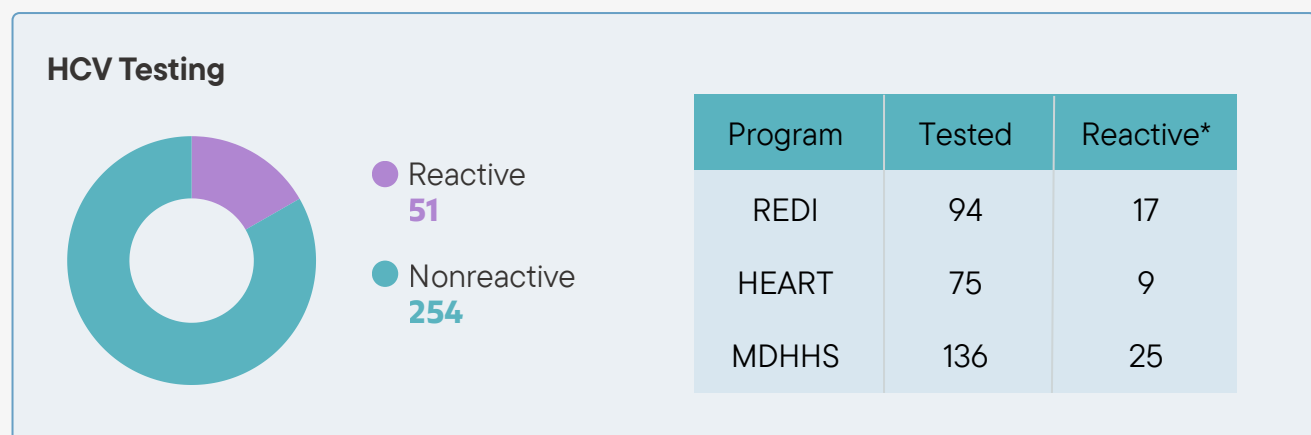 HCV Testing
Reactive
51
Nonreactive
254
Program Tested Reactive*
REDI 94 17
HEART 75 9
MDHHS 136 25